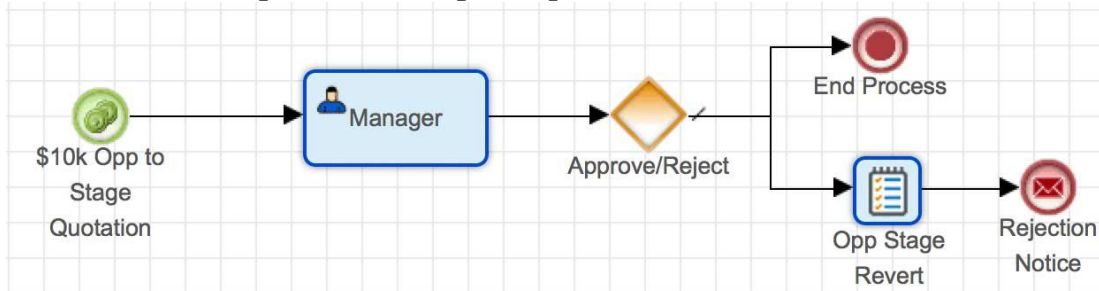 $10k Opp to
Stage
Quotation
Manager
Approve/Reject
End Process
Opp Stage
Revert
Rejection
Notice